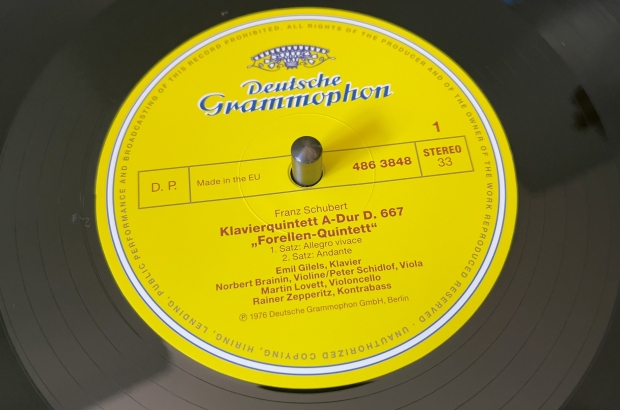 Deutsche
Grammophon
1
D. P.
Made in the EU
486 3848
STEREO
33
Franz Schubert
Klavierquintett A-Dur D. 667
„Forellen-Quintett“
1. Satz: Allegro vivace
2. Satz: Andante
Emil Gilels, Klavier
Norbert Brainin, Violine/Peter Schidlof, Viola
Martin Lovett, Violoncello
Rainer Zepperitz, Kontrabass
℗ 1976 Deutsche Grammophon GmbH, Berlin
ALL RIGHTS OF THE PRODUCER AND OF THE OWNER OF THE WORK REPRODUCED RESERVED · UNAUTHORIZED COPYING, HIRING, LENDING, PUBLIC PERFORMANCE AND BROADCASTING OF THIS RECORD PROHIBITED.